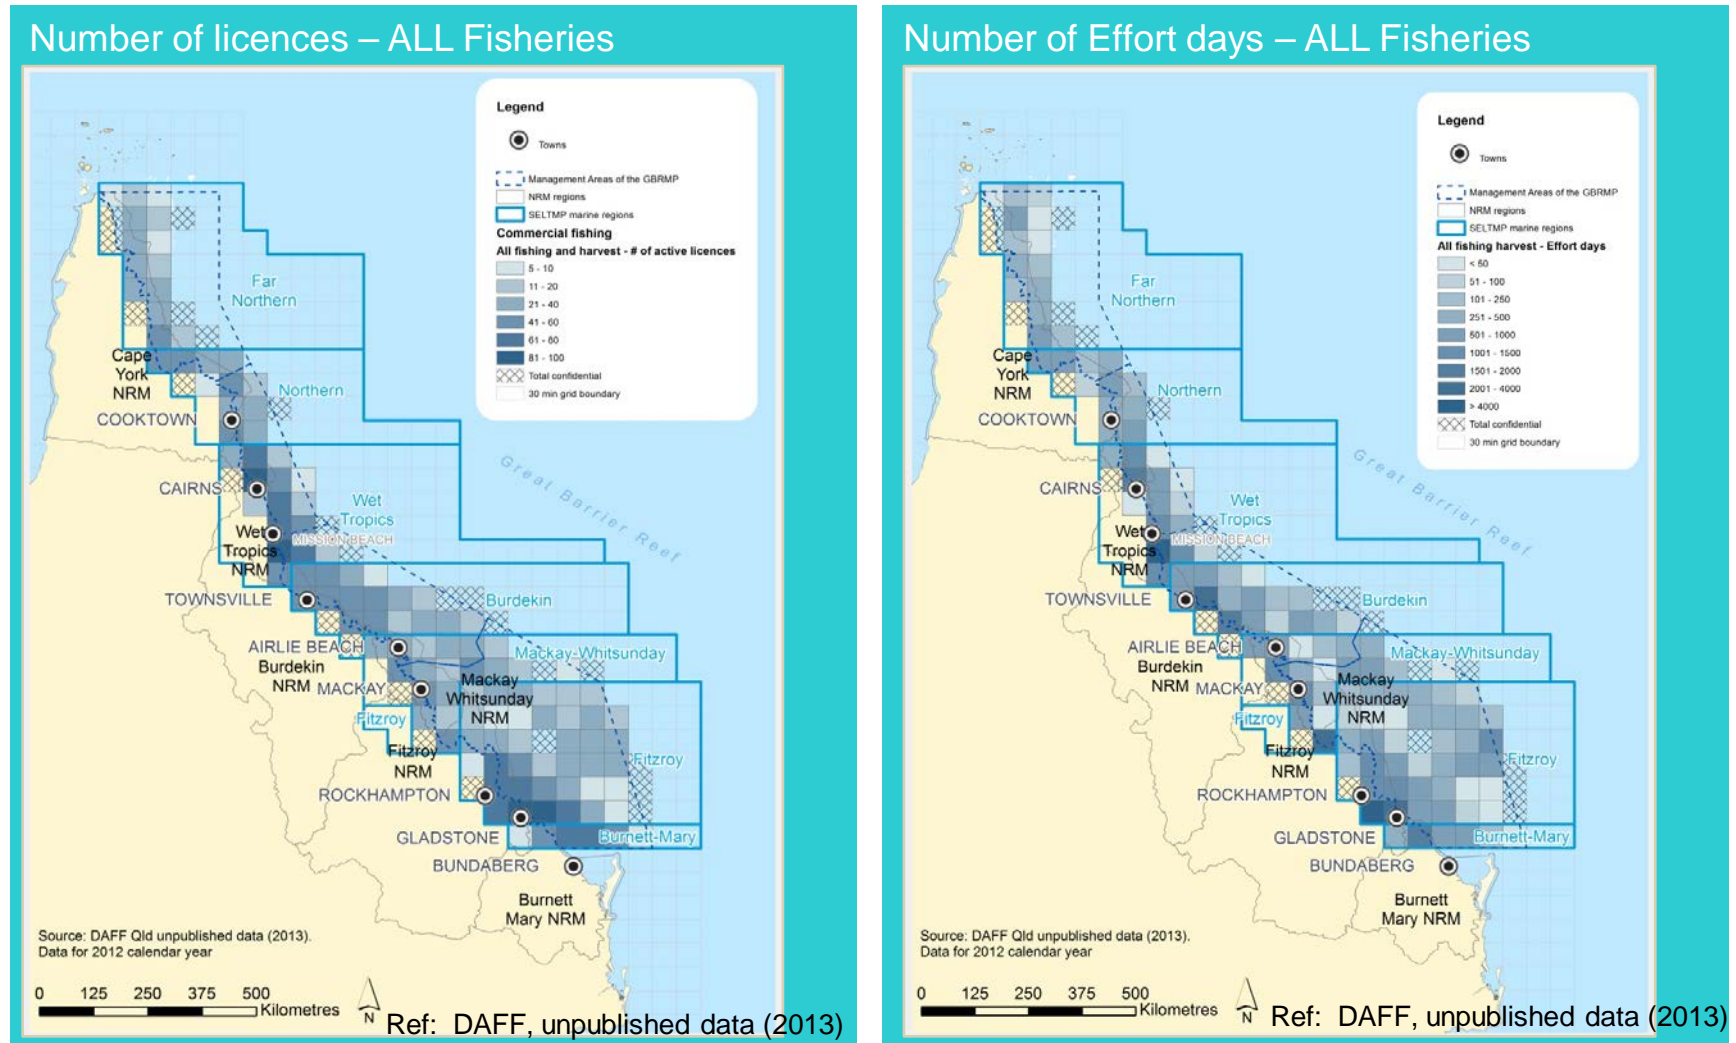 Number of licences – ALL Fisheries
Legend
Towns
Management Areas of the GBRMP
NRM regions
SELTMP marine regions
Commercial fishing
All fishing and harvest - # of active licences
5 - 10
11 - 20
21 - 40
41 - 60
61 - 80
81 - 100
Total confidential
30 min grid boundary
Far
Northern
Cape
York
NRM
Northern
COOKTOWN
Great Barrier Reef
CAIRNS
Wet
Tropics
Wet
Tropics
NRM
MISSION BEACH
TOWNSVILLE
Burdekin
AIRLIE BEACH
Mackay-Whitsunday
Burdekin
NRM
MACKAY
Mackay
Whitsunday
NRM
Fitzroy
Fitzroy
NRM
Fitzroy
ROCKHAMPTON
GLADSTONE
Burnett-Mary
BUNDABERG
Burnett
Mary NRM
Source: DAFF Qld unpublished data (2013).
Data for 2012 calendar year
0 125 250 375 500
Kilometres
N
Ref: DAFF, unpublished data (2013)
Number of Effort days – ALL Fisheries
Legend
Towns
Management Areas of the GBRMP
NRM regions
SELTMP marine regions
All fishing harvest - Effort days
< 50
51 - 100
101 - 250
251 - 500
501 - 1000
1001 - 1500
1501 - 2000
2001 - 4000
> 4000
Total confidential
30 min grid boundary
Far
Northern
Cape
York
NRM
Northern
COOKTOWN
Great Barrier Reef
CAIRNS
Wet
Tropics
Wet
Tropics
NRM
MISSION BEACH
TOWNSVILLE
Burdekin
AIRLIE BEACH
Mackay-Whitsunday
Burdekin
NRM
MACKAY
Mackay
Whitsunday
NRM
Fitzroy
Fitzroy
NRM
Fitzroy
ROCKHAMPTON
GLADSTONE
Burnett-Mary
BUNDABERG
Burnett
Mary NRM
Source: DAFF Qld unpublished data (2013).
Data for 2012 calendar year
0 125 250 375 500
Kilometres
N
Ref: DAFF, unpublished data (2013)